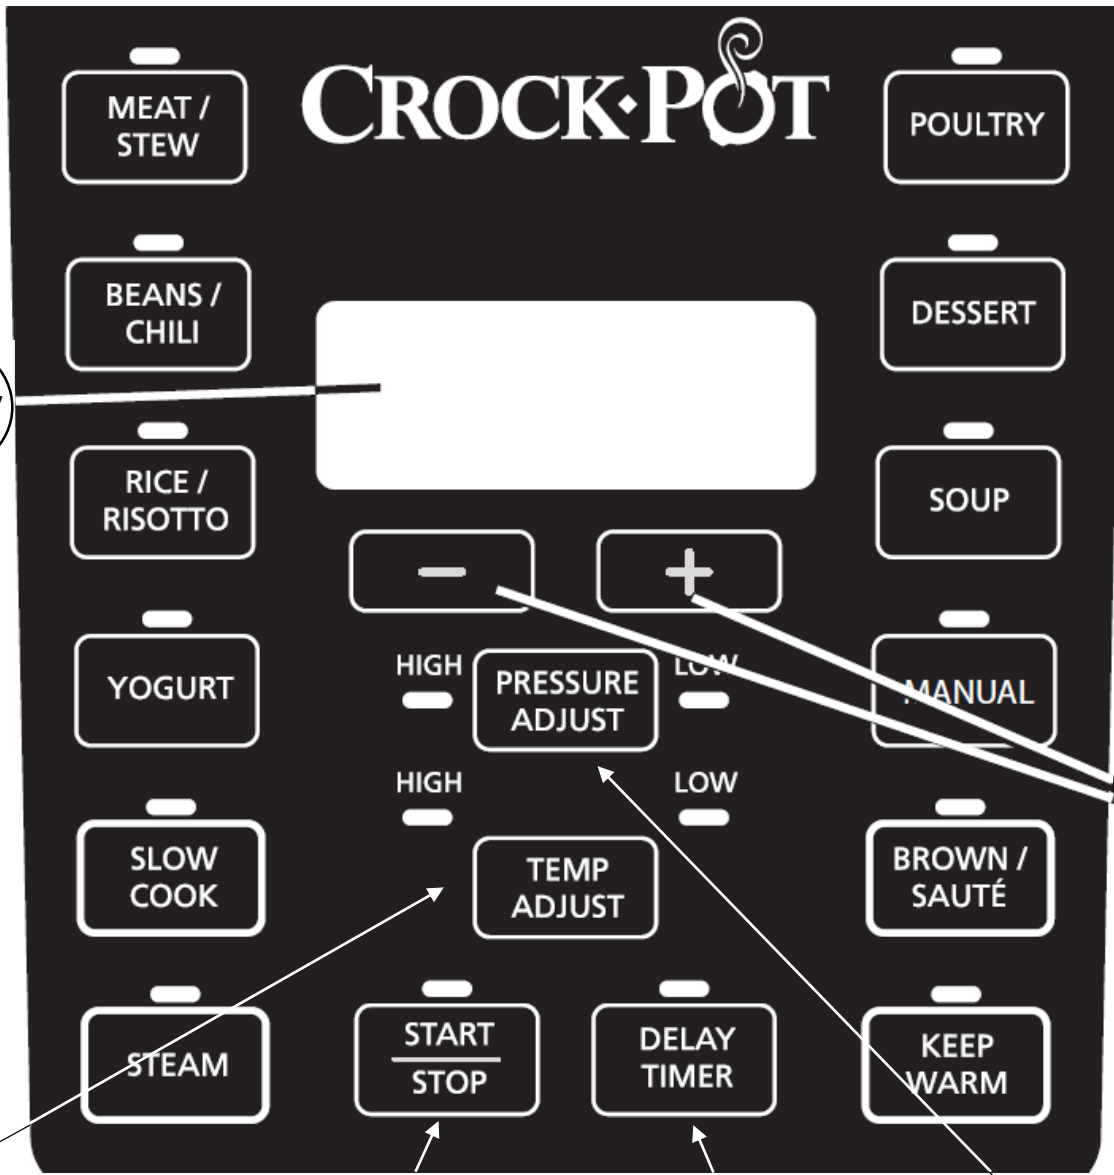 CROCK·POT
MEAT /
STEW
POULTRY
BEANS /
CHILI
DESSERT
RICE /
RISOTTO
SOUP
−
+
YOGURT
HIGH
PRESSURE
ADJUST
LOW
MANUAL
HIGH
LOW
SLOW
COOK
TEMP
ADJUST
BROWN /
SAUTÉ
STEAM
START
STOP
DELAY
TIMER
KEEP
WARM